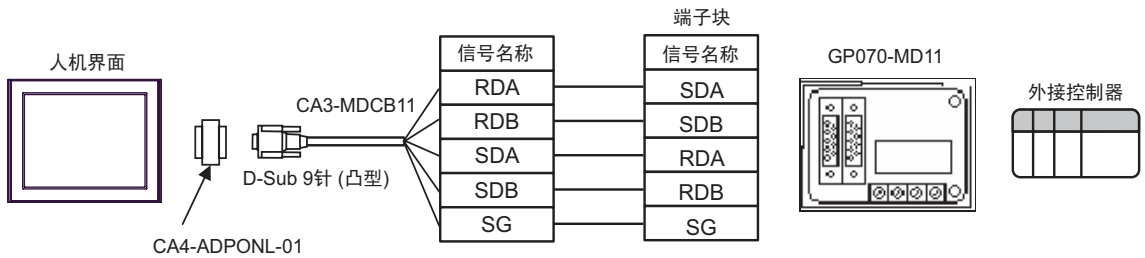 端子块
人机界面
信号名称
信号名称
GP070-MD11
外接控制器
CA3-MDCB11
RDA
SDA
RDB
SDB
SDA
RDA
D-Sub 9针 (凸型)
SDB
RDB
SG
SG
CA4-ADPONL-01